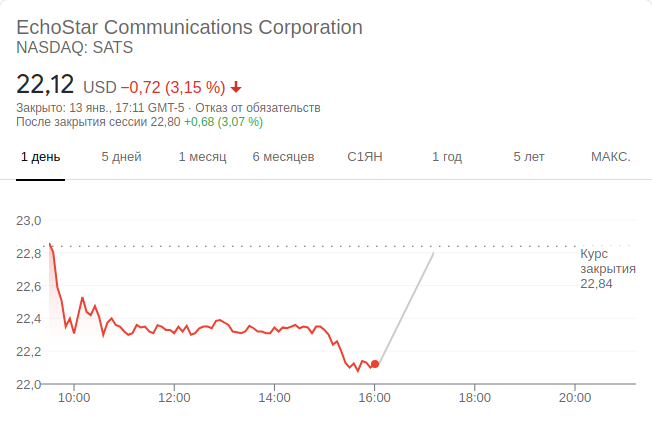 EchoStar Communications Corporation
NASDAQ: SATS
22,12 USD −0,72 (3,15 %)
Закрыто: 13 янв., 17:11 GMT-5 · Отказ от обязательств
После закрытия сессии 22,80 +0,68 (3,07 %)
1 день 5 дней 1 месяц 6 месяцев С1ЯН 1 год 5 лет МАКС.
23,0
22,8
22,6
22,4
22,2
22,0
Курс
закрытия
22,84
10:00 12:00 14:00 16:00 18:00 20:00